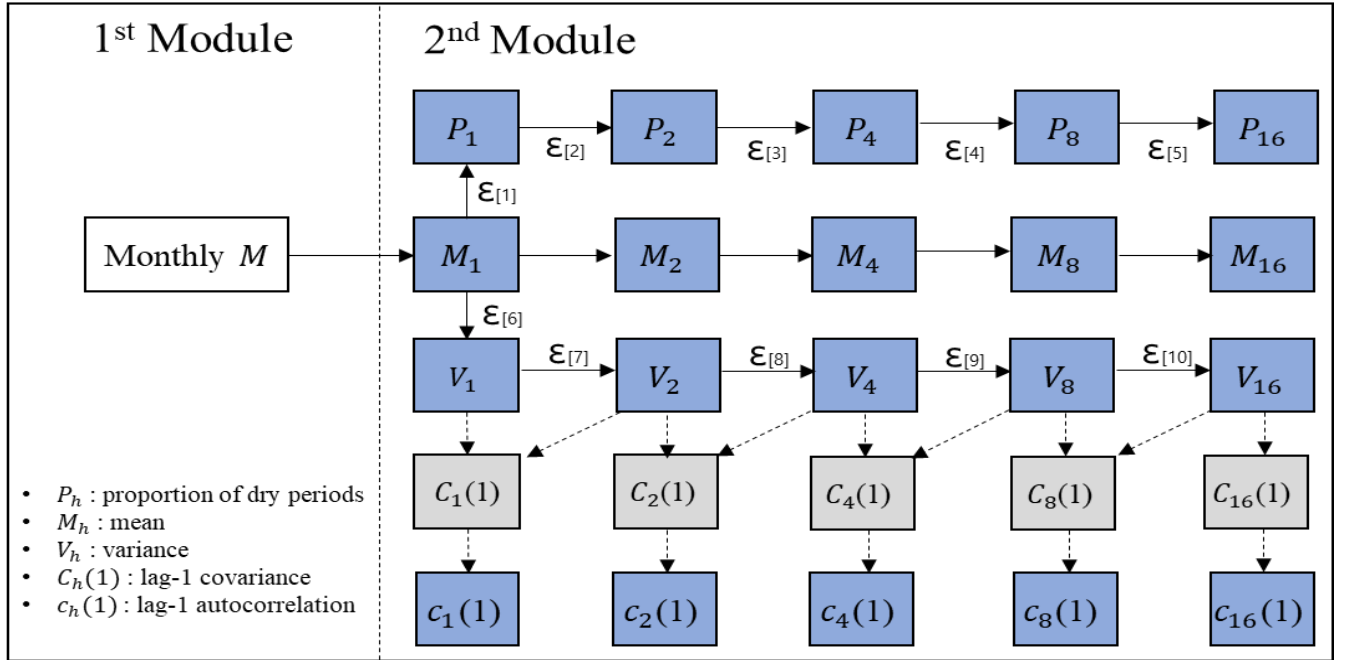 1st Module
2nd Module
P1 P2 P4 P8 P16
ε[2] ε[3] ε[4] ε[5]
ε[1]
Monthly M
M1 M2 M4 M8 M16
ε[6]
ε[7] ε[8] ε[9] ε[10]
V1 V2 V4 V8 V16
C1(1) C2(1) C4(1) C8(1) C16(1)
c1(1) c2(1) c4(1) c8(1) c16(1)
• Ph : proportion of dry periods
• Mh : mean
• Vh : variance
• Ch(1) : lag-1 covariance
• ch(1) : lag-1 autocorrelation